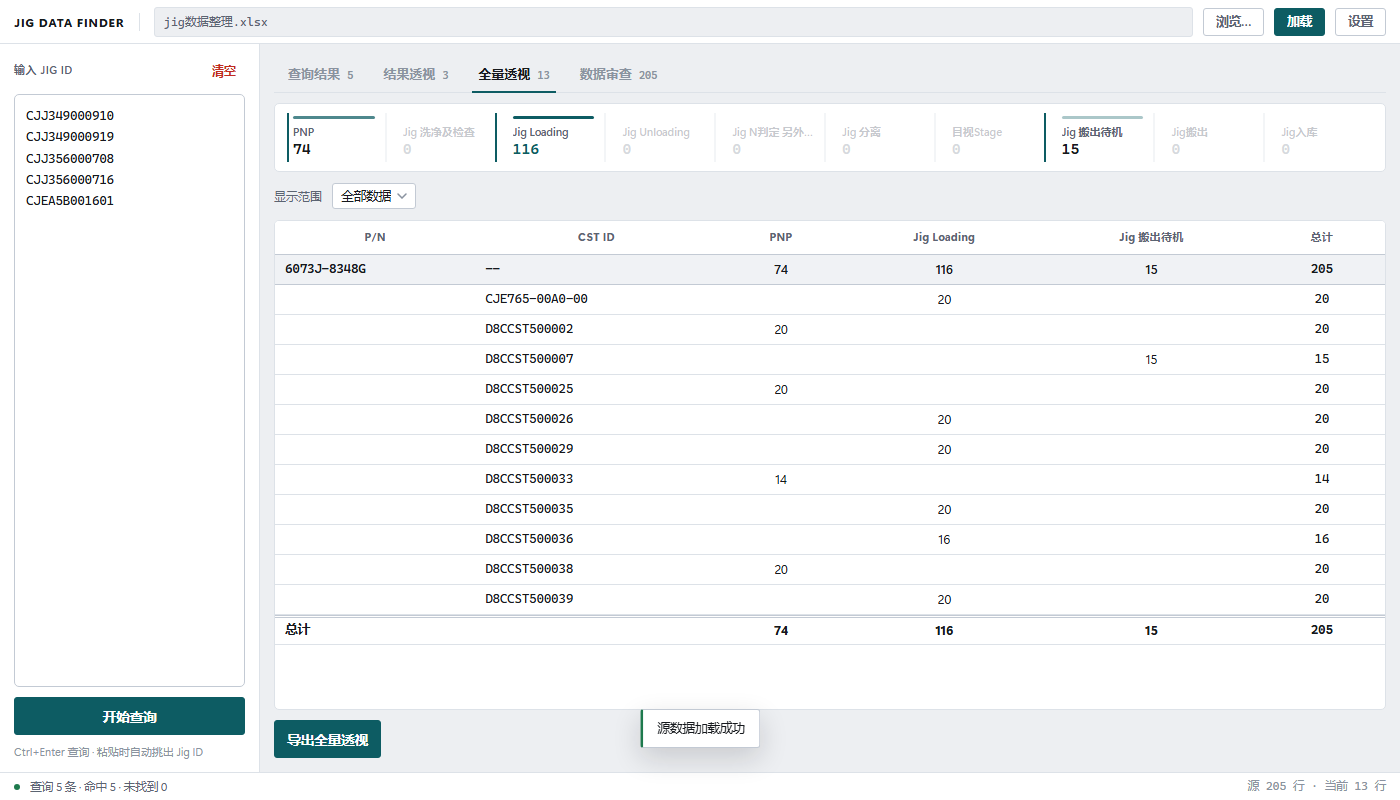 JIG DATA FINDER
jig数据整理.xlsx
浏览...
加载
设置
输入 JIG ID
清空
CJJ349000910
CJJ349000919
CJJ356000708
CJJ356000716
CJEA5B001601
开始查询
Ctrl+Enter 查询 · 粘贴时自动挑出 Jig ID
查询结果 5
结果透视 3
全量透视 13
数据审查 205
PNP
74
Jig 洗净及检查
0
Jig Loading
116
Jig Unloading
0
Jig N判定 另外...
0
Jig 分离
0
目视Stage
0
Jig 搬出待机
15
Jig搬出
0
Jig入库
0
显示范围 全部数据
P/N CST ID PNP Jig Loading Jig 搬出待机 总计
6073J-8348G —— 74 116 15 205
CJE765-00A0-00 20 20
D8CCST500002 20 20
D8CCST500007 15 15
D8CCST500025 20 20
D8CCST500026 20 20
D8CCST500029 20 20
D8CCST500033 14 14
D8CCST500035 20 20
D8CCST500036 16 16
D8CCST500038 20 20
D8CCST500039 20 20
总计 74 116 15 205
导出全量透视
源数据加载成功
查询 5 条 · 命中 5 · 未找到 0
源 205 行 · 当前 13 行